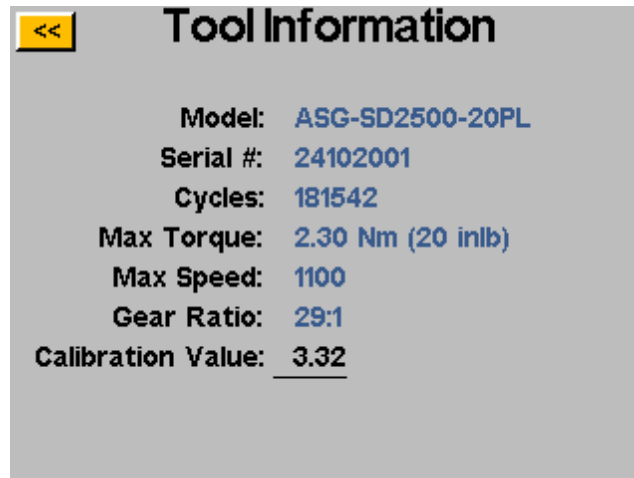 <<
Tool Information
Model: ASG-SD2500-20PL
Serial #: 24102001
Cycles: 181542
Max Torque: 2.30 Nm (20 inlb)
Max Speed: 1100
Gear Ratio: 29:1
Calibration Value: 3.32